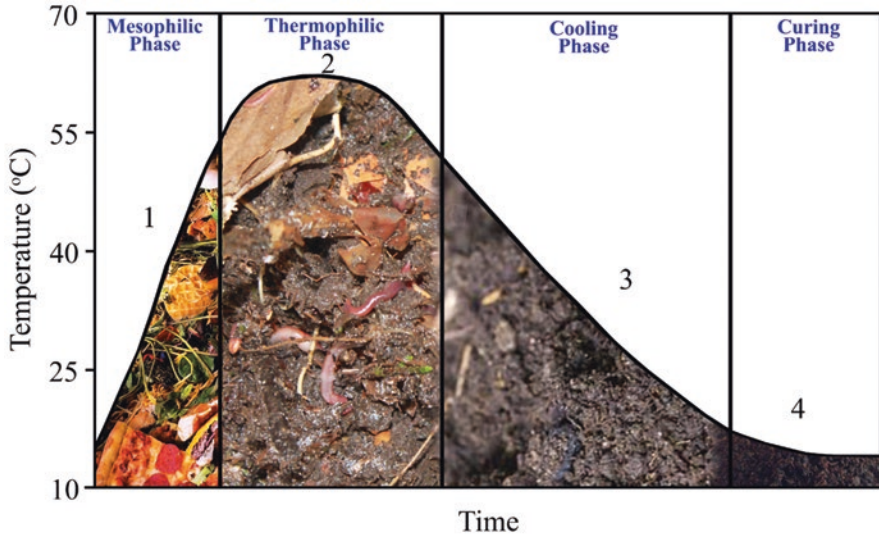 70
Mesophilic
Phase
Thermophilic
Phase
Cooling
Phase
Curing
Phase
2
55
1
40
3
25
4
10
Temperature (°C)
Time